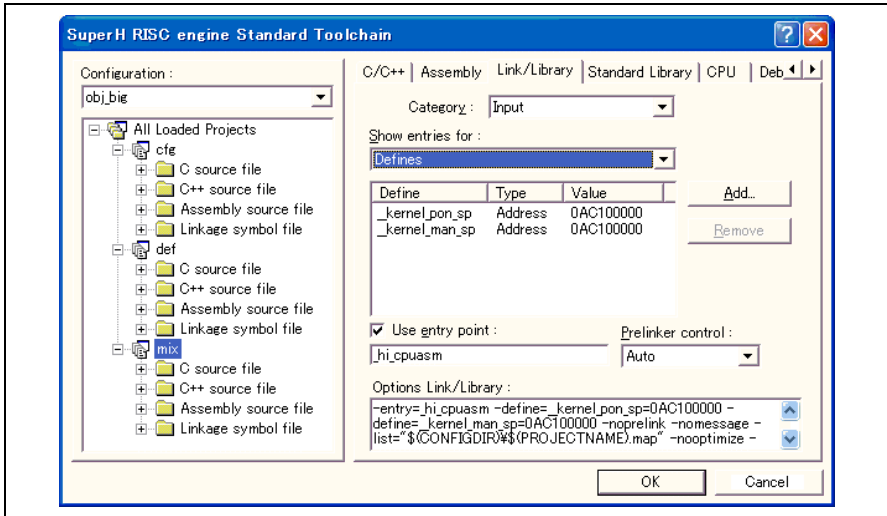 SuperH RISC engine Standard Toolchain
Configuration :
obj_big
All Loaded Projects
cfg
C source file
C++ source file
Assembly source file
Linkage symbol file
def
C source file
C++ source file
Assembly source file
Linkage symbol file
mix
C source file
C++ source file
Assembly source file
Linkage symbol file
C/C++ Assembly Link/Library Standard Library CPU Deb
Category : Input
Show entries for :
Defines
Define Type Value
_kernel_pon_sp Address 0AC100000
_kernel_man_sp Address 0AC100000
Add...
Remove
Use entry point :
_hi_cpuasm
Prelinker control :
Auto
Options Link/Library :
-entry=_hi_cpuasm -define=_kernel_pon_sp=0AC100000 -
define=_kernel_man_sp=0AC100000 -noprelink -nomessage -
list="$(CONFIGDIR)¥$(PROJECTNAME).map" -nooptimize -
OK Cancel